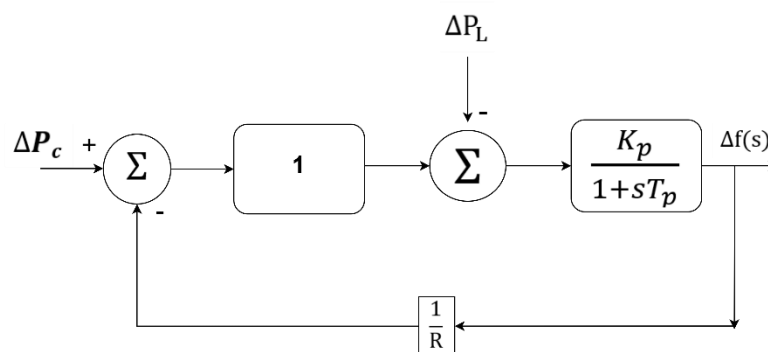 ΔP_L
-
ΔP_c
+
Σ
-
1
Σ
K_p
1+sT_p
Δf(s)
1
R